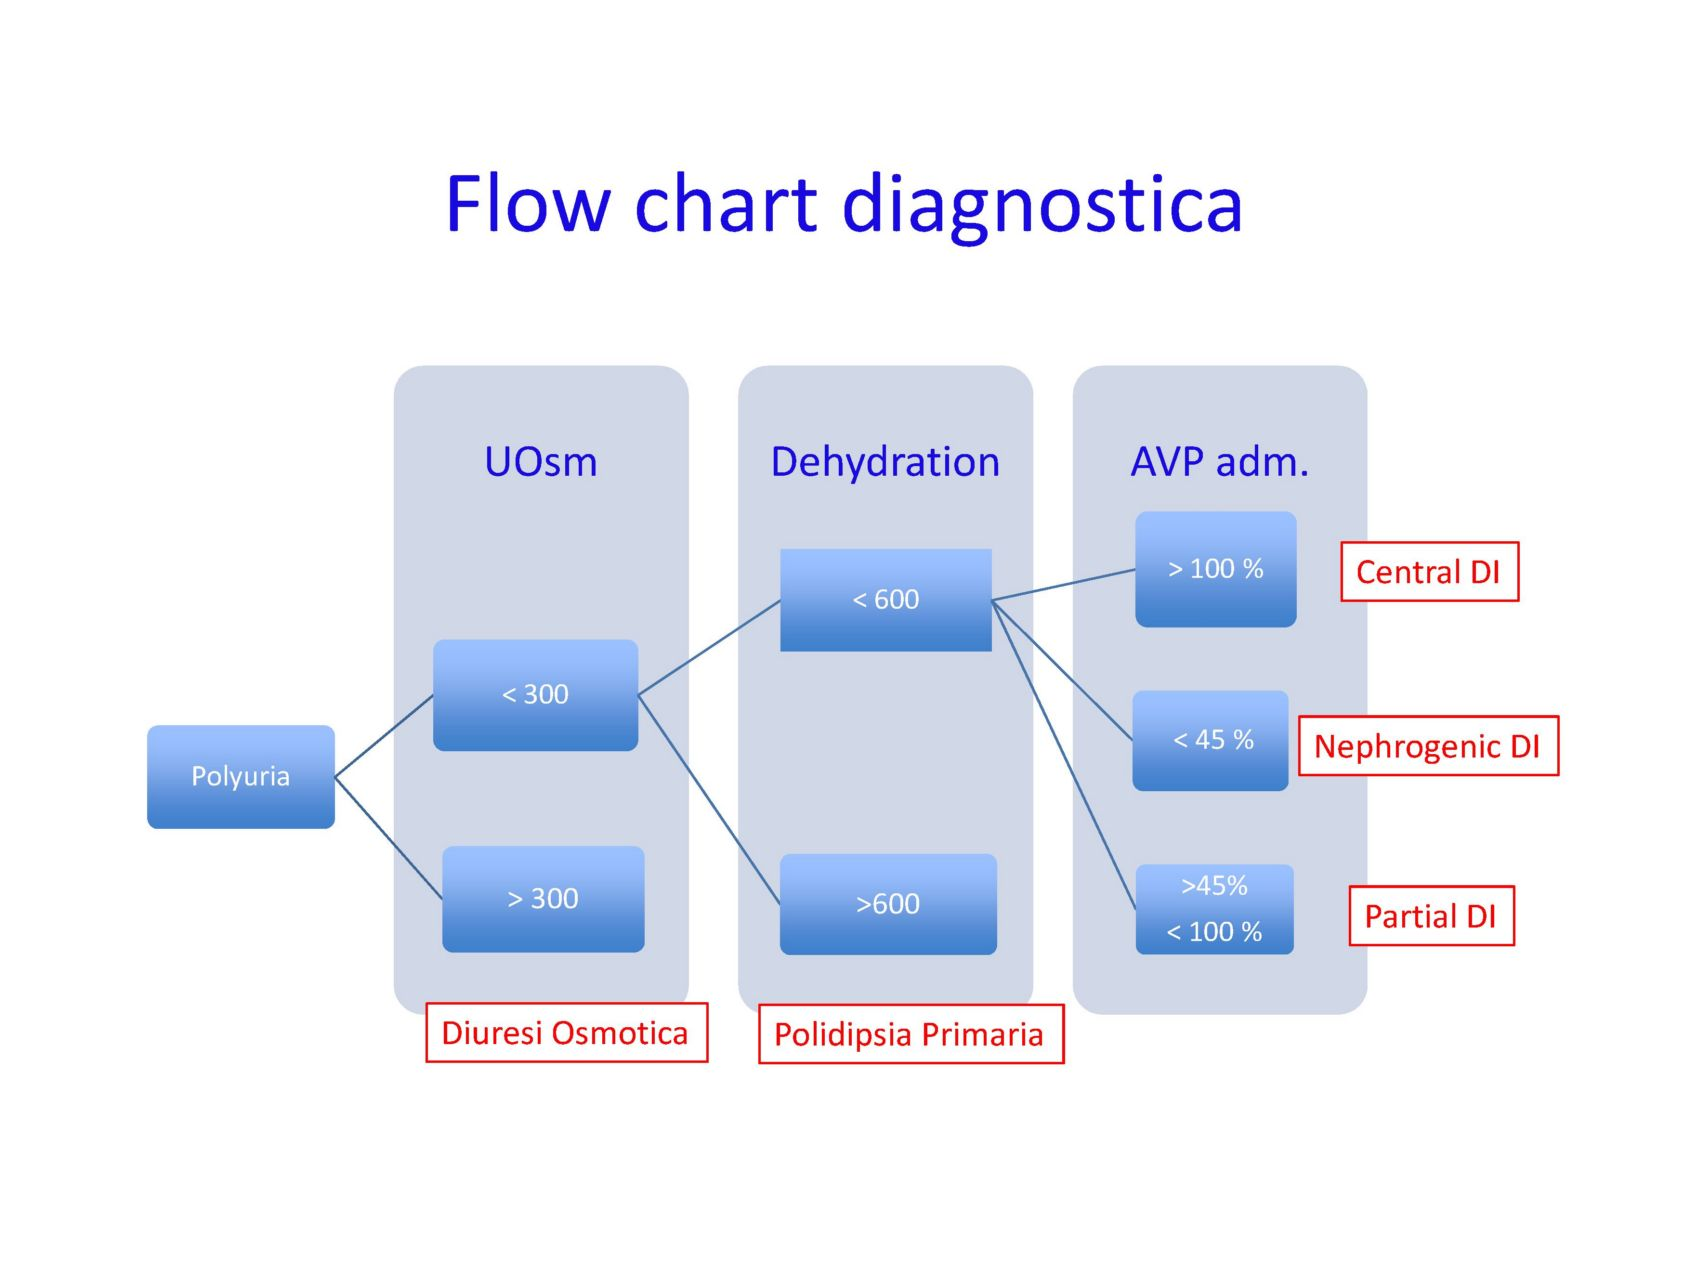 Flow chart diagnostica
UOsm
Dehydration
AVP adm.
> 100 %
Central DI
< 600
< 300
< 45 %
Nephrogenic DI
Polyuria
> 300
>600
>45%
< 100 %
Partial DI
Diuresi Osmotica
Polidipsia Primaria